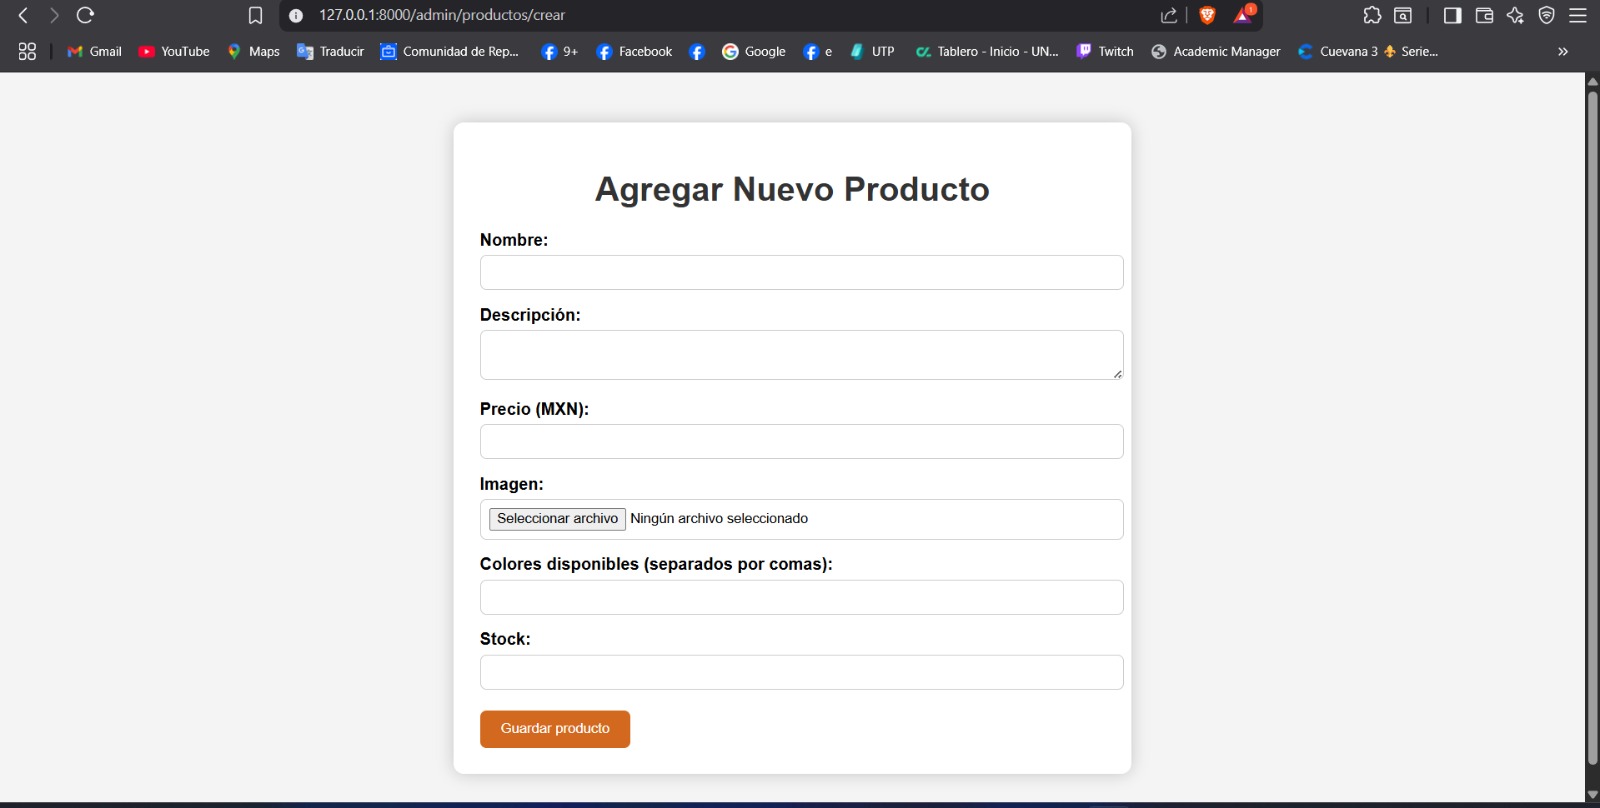 127.0.0.1:8000/admin/productos/crear
1
Gmail YouTube Maps Traducir Comunidad de Rep... 9+ Facebook Google e UTP Tablero - Inicio - UN... Twitch Academic Manager Cuevana 3 Serie... »
Agregar Nuevo Producto
Nombre:
Descripción:
Precio (MXN):
Imagen:
Seleccionar archivo Ningún archivo seleccionado
Colores disponibles (separados por comas):
Stock:
Guardar producto